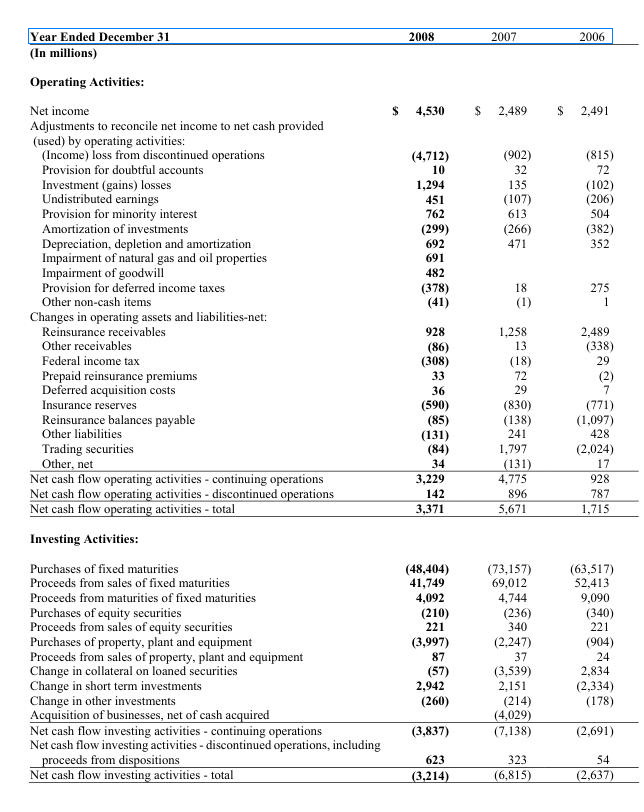 Year Ended December 31 2008 2007 2006
(In millions)
Operating Activities:
Net income $ 4,530 $ 2,489 $ 2,491
Adjustments to reconcile net income to net cash provided
(used) by operating activities:
(Income) loss from discontinued operations (4,712) (902) (815)
Provision for doubtful accounts 10 32 72
Investment (gains) losses 1,294 135 (102)
Undistributed earnings 451 (107) (206)
Provision for minority interest 762 613 504
Amortization of investments (299) (266) (382)
Depreciation, depletion and amortization 692 471 352
Impairment of natural gas and oil properties 691
Impairment of goodwill 482
Provision for deferred income taxes (378) 18 275
Other non-cash items (41) (1) 1
Changes in operating assets and liabilities-net:
Reinsurance receivables 928 1,258 2,489
Other receivables (86) 13 (338)
Federal income tax (308) (18) 29
Prepaid reinsurance premiums 33 72 (2)
Deferred acquisition costs 36 29 7
Insurance reserves (590) (830) (771)
Reinsurance balances payable (85) (138) (1,097)
Other liabilities (131) 241 428
Trading securities (84) 1,797 (2,024)
Other, net 34 (131) 17
Net cash flow operating activities - continuing operations 3,229 4,775 928
Net cash flow operating activities - discontinued operations 142 896 787
Net cash flow operating activities - total 3,371 5,671 1,715
Investing Activities:
Purchases of fixed maturities (48,404) (73,157) (63,517)
Proceeds from sales of fixed maturities 41,749 69,012 52,413
Proceeds from maturities of fixed maturities 4,092 4,744 9,090
Purchases of equity securities (210) (236) (340)
Proceeds from sales of equity securities 221 340 221
Purchases of property, plant and equipment (3,997) (2,247) (904)
Proceeds from sales of property, plant and equipment 87 37 24
Change in collateral on loaned securities (57) (3,539) 2,834
Change in short term investments 2,942 2,151 (2,334)
Change in other investments (260) (214) (178)
Acquisition of businesses, net of cash acquired (4,029)
Net cash flow investing activities - continuing operations (3,837) (7,138) (2,691)
Net cash flow investing activities - discontinued operations, including
proceeds from dispositions 623 323 54
Net cash flow investing activities - total (3,214) (6,815) (2,637)